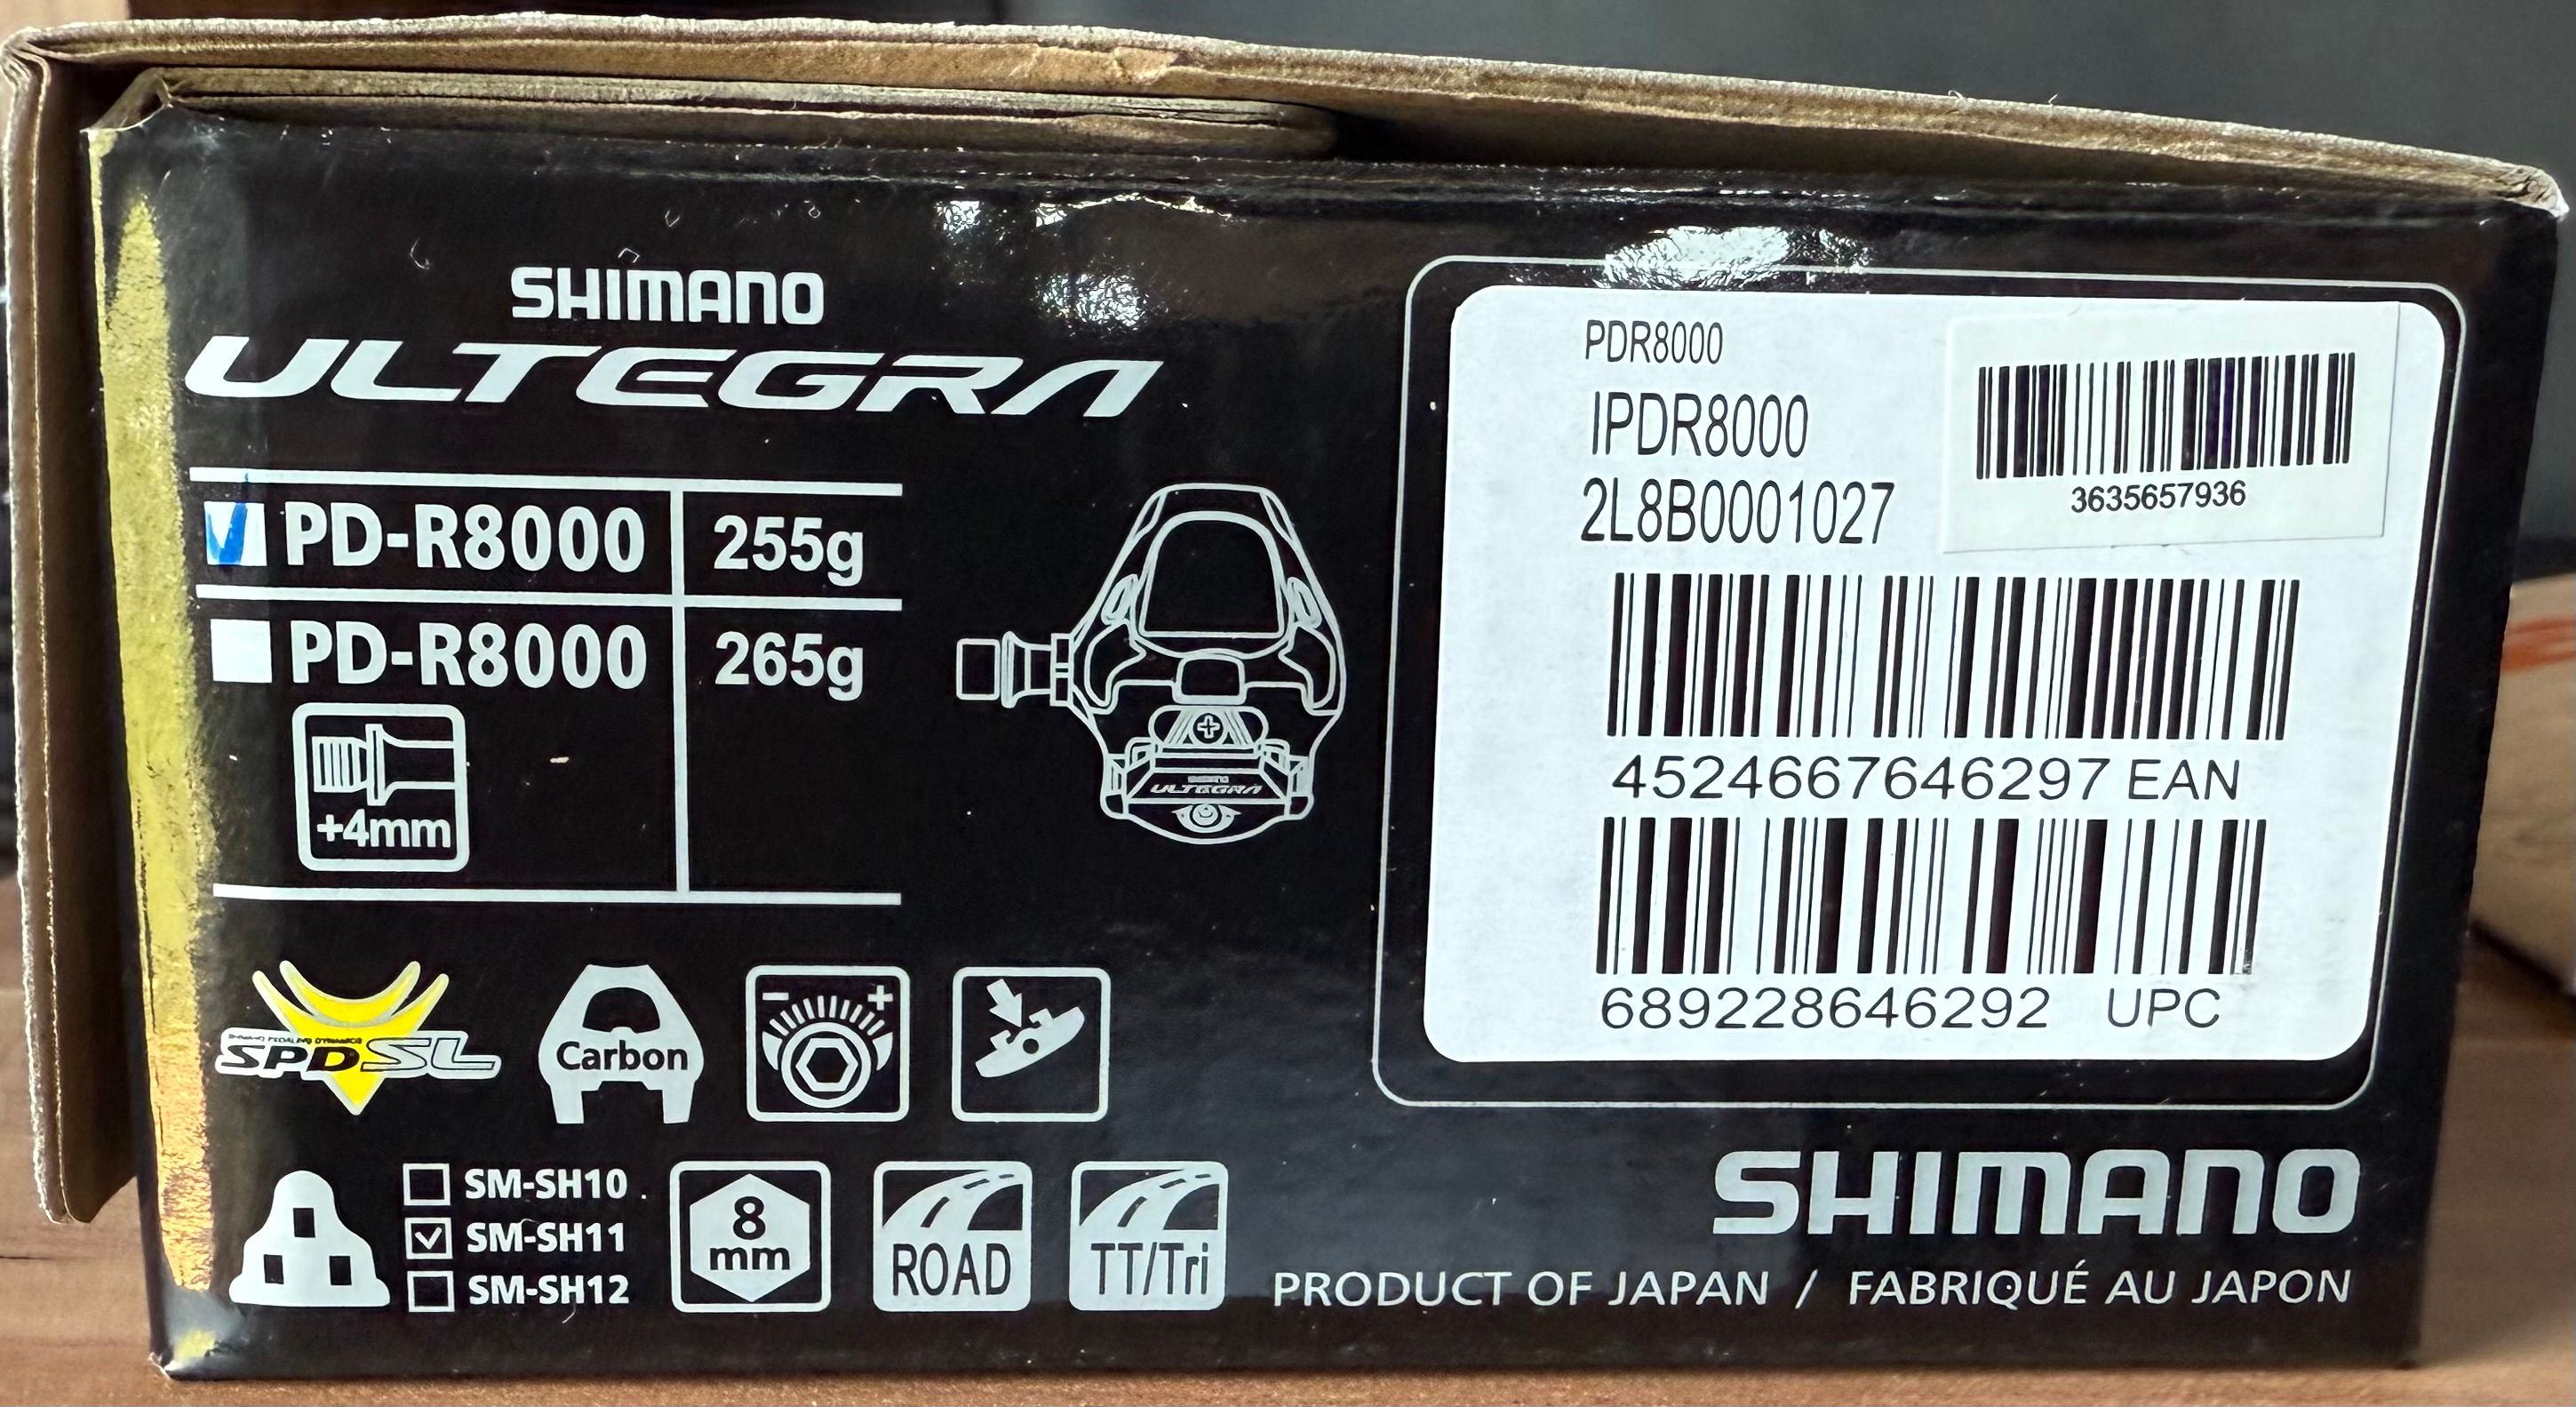 SHIMANO
ULTEGRA
PD-R8000 255g
PD-R8000 265g
+4mm
ULTEGRA
SPD-SL
Carbon
- +
SM-SH10
SM-SH11
SM-SH12
8
mm
ROAD
TT/Tri
PDR8000
IPDR8000
2L8B0001027
3635657936
4524667646297 EAN
689228646292 UPC
SHIMANO
PRODUCT OF JAPAN / FABRIQUÉ AU JAPON